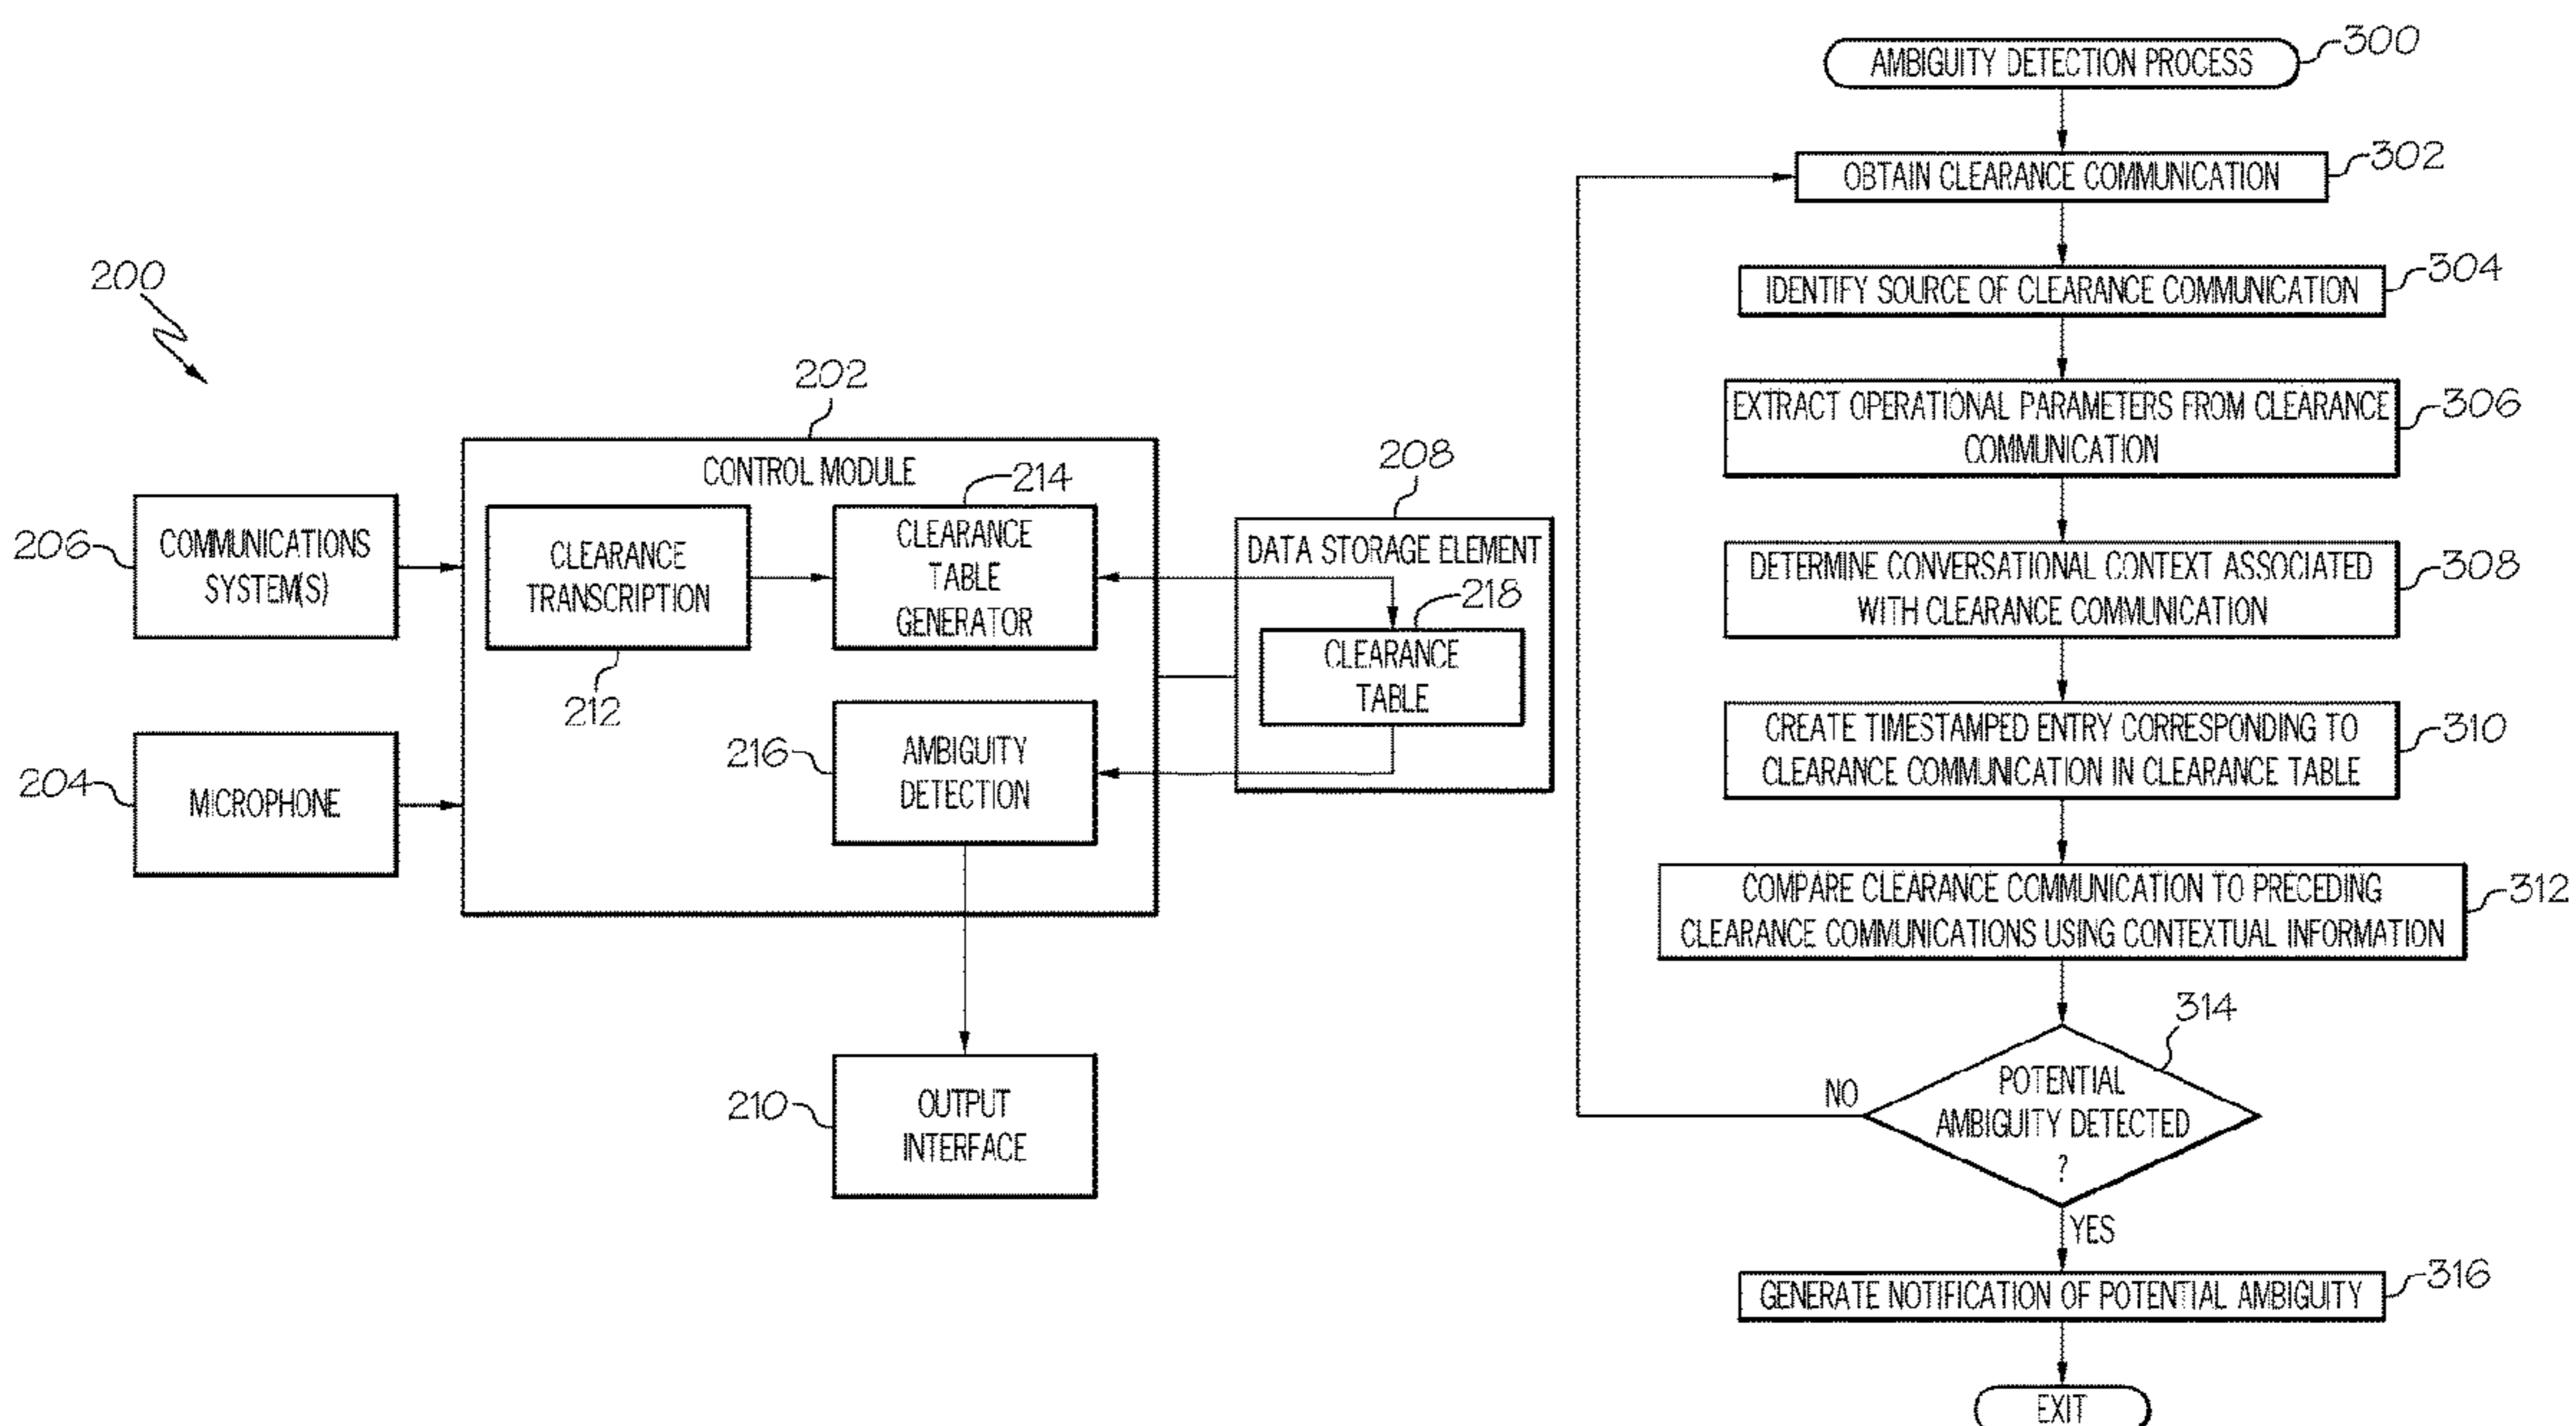 200
202
CONTROL MODULE
206
COMMUNICATIONS
SYSTEM(S)
204
MICROPHONE
CLEARANCE
TRANSCRIPTION
212
214
CLEARANCE
TABLE
GENERATOR
216
AMBIGUITY
DETECTION
208
DATA STORAGE ELEMENT
218
CLEARANCE
TABLE
210
OUTPUT
INTERFACE
AMBIGUITY DETECTION PROCESS
300
OBTAIN CLEARANCE COMMUNICATION
302
IDENTIFY SOURCE OF CLEARANCE COMMUNICATION
304
EXTRACT OPERATIONAL PARAMETERS FROM CLEARANCE
COMMUNICATION
306
DETERMINE CONVERSATIONAL CONTEXT ASSOCIATED
WITH CLEARANCE COMMUNICATION
308
CREATE TIMESTAMPED ENTRY CORRESPONDING TO
CLEARANCE COMMUNICATION IN CLEARANCE TABLE
310
COMPARE CLEARANCE COMMUNICATION TO PRECEDING
CLEARANCE COMMUNICATIONS USING CONTEXTUAL INFORMATION
312
314
POTENTIAL
AMBIGUITY DETECTED
?
NO
YES
GENERATE NOTIFICATION OF POTENTIAL AMBIGUITY
316
EXIT